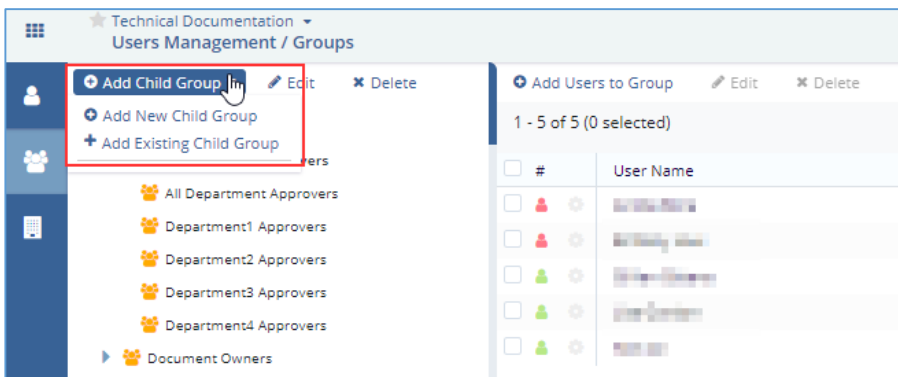 Technical Documentation
Users Management / Groups
Add Child Group
Edit
Delete
Add New Child Group
Add Existing Child Group
All Department Approvers
Department1 Approvers
Department2 Approvers
Department3 Approvers
Department4 Approvers
Document Owners
Add Users to Group
Edit
Delete
1 - 5 of 5 (0 selected)
#
User Name